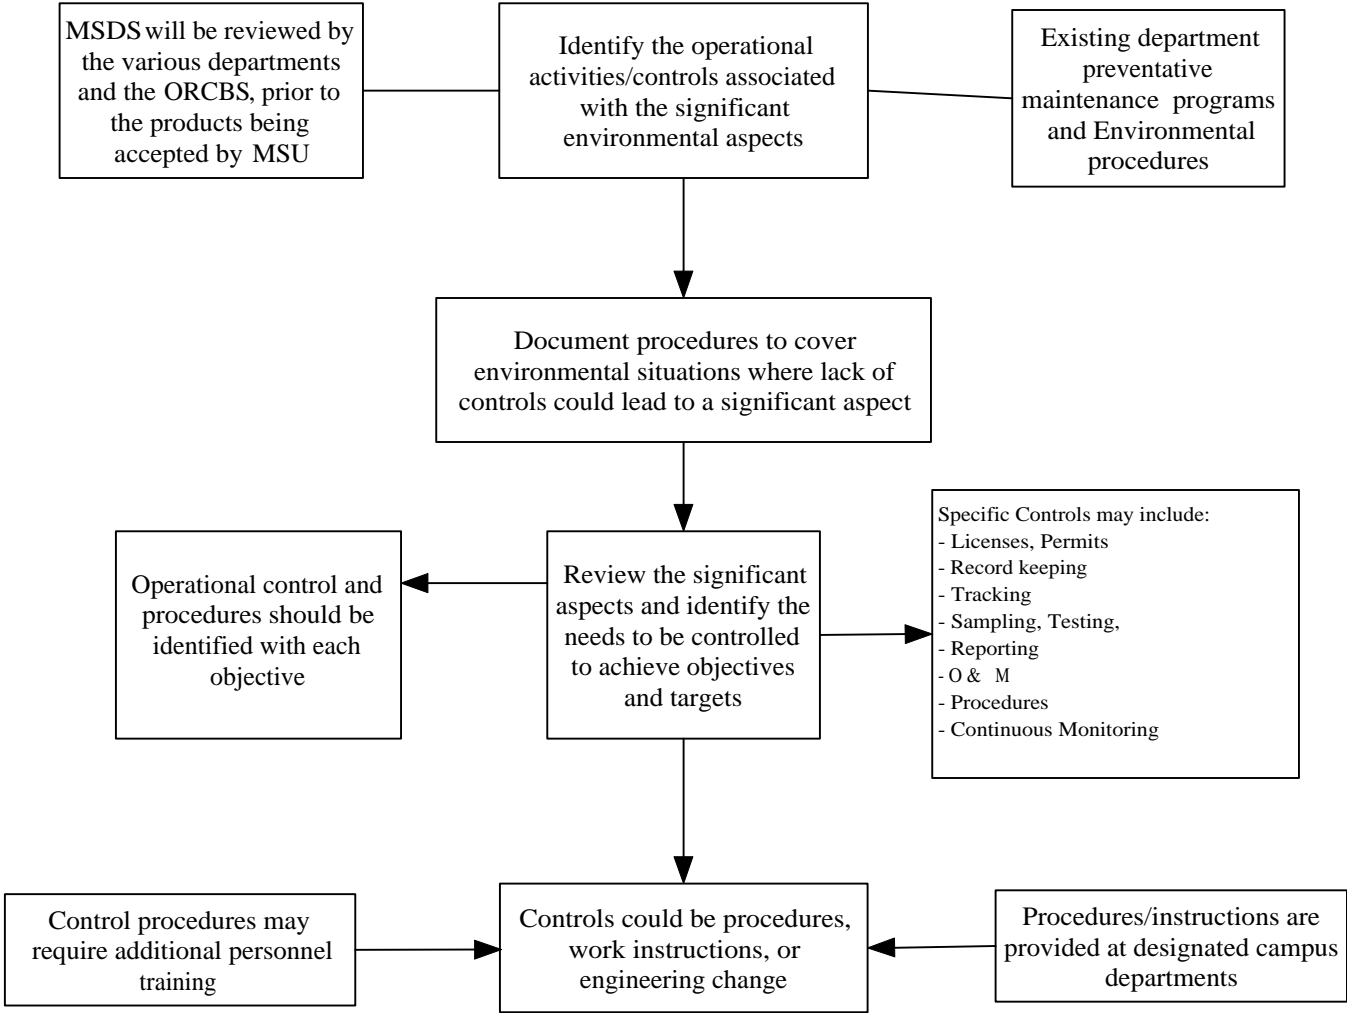 MSDS will be reviewed by
the various departments
and the ORCBS, prior to
the products being
accepted by MSU
Identify the operational
activities/controls associated
with the significant
environmental aspects
Existing department
preventative
maintenance programs
and Environmental
procedures
Document procedures to cover
environmental situations where lack of
controls could lead to a significant aspect
Operational control and
procedures should be
identified with each
objective
Review the significant
aspects and identify the
needs to be controlled
to achieve objectives
and targets
Specific Controls may include:
- Licenses, Permits
- Record keeping
- Tracking
- Sampling, Testing,
- Reporting
- O & M
- Procedures
- Continuous Monitoring
Control procedures may
require additional personnel
training
Controls could be procedures,
work instructions, or
engineering change
Procedures/instructions are
provided at designated campus
departments